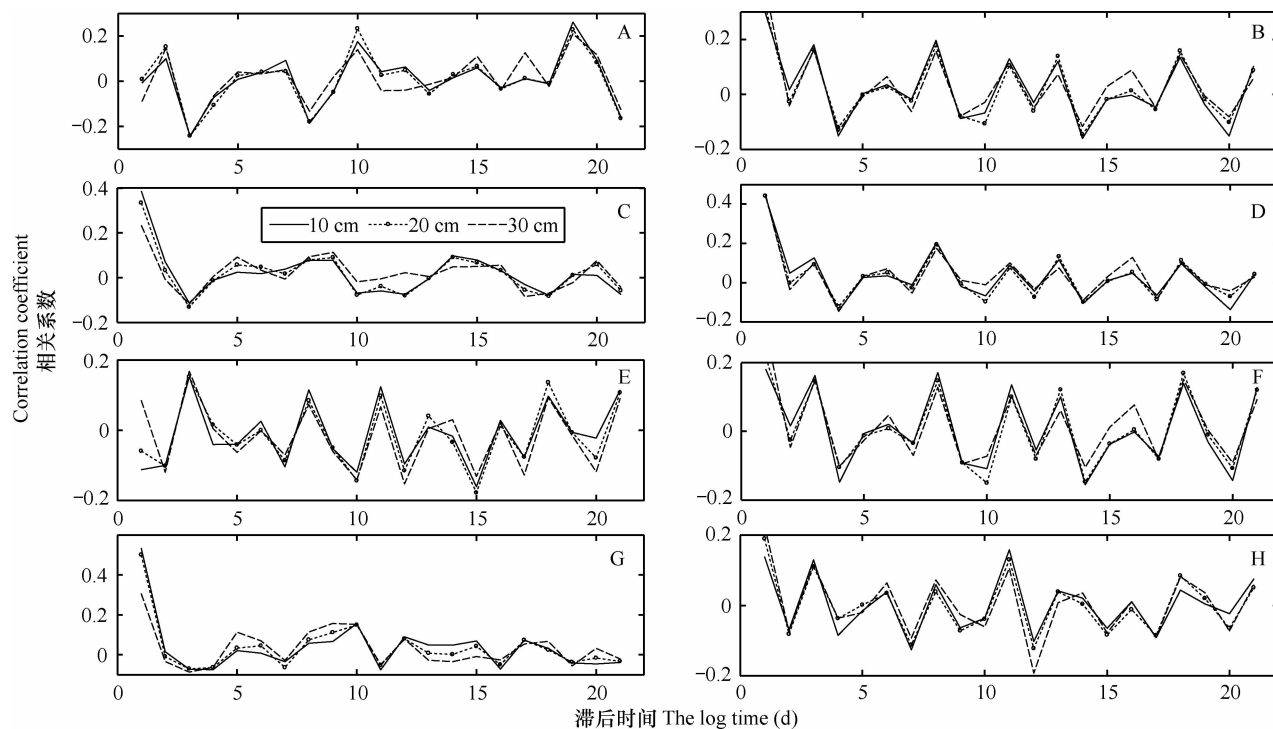 A
0.2
0
−0.2
0 5 10 15 20
B
0.2
0
−0.2
0 5 10 15 20
C
0.4
0.2
0
−0.2
0 5 10 15 20
10 cm 20 cm 30 cm
D
0.4
0.2
0
−0.2
0 5 10 15 20
E
0.2
0
−0.2
0 5 10 15 20
F
0.2
0
−0.2
0 5 10 15 20
G
0.4
0.2
0
0 5 10 15 20
H
0.2
0
−0.2
0 5 10 15 20
Correlation coefficient
相关系数
滞后时间 The log time (d)